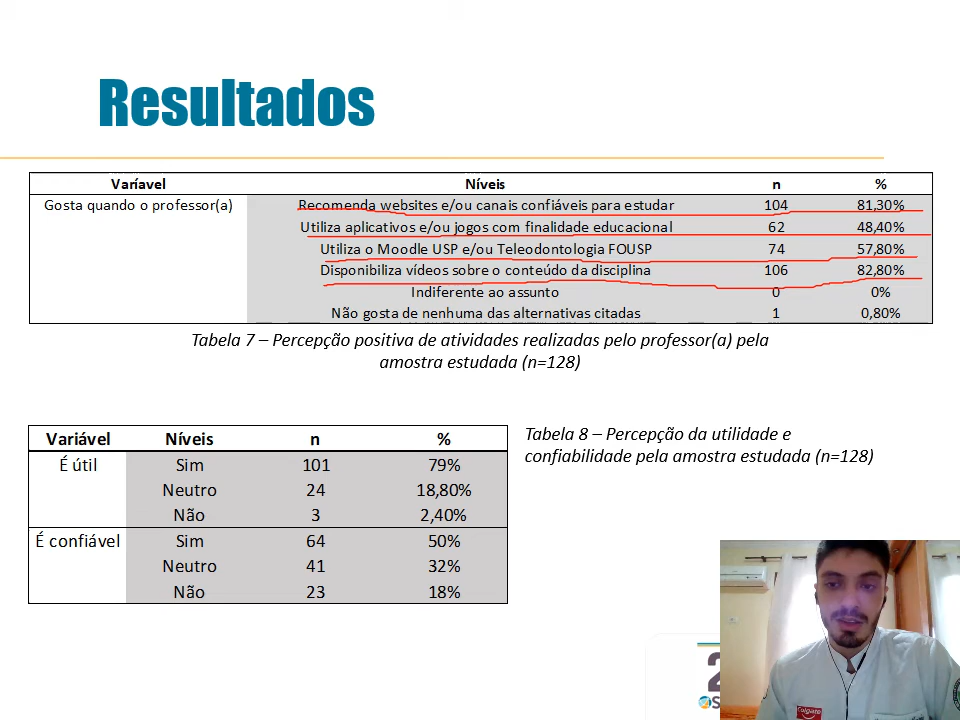 Resultados
Varíavel Níveis n %
Gosta quando o professor(a) Recomenda websites e/ou canais confiáveis para estudar 104 81,30%
Utiliza aplicativos e/ou jogos com finalidade educacional 62 48,40%
Utiliza o Moodle USP e/ou Teleodontologia FOUSP 74 57,80%
Disponibiliza vídeos sobre o conteúdo da disciplina 106 82,80%
Indiferente ao assunto 0 0%
Não gosta de nenhuma das alternativas citadas 1 0,80%
Tabela 7 – Percepção positiva de atividades realizadas pelo professor(a) pela
amostra estudada (n=128)
Variável Níveis n %
É útil Sim 101 79%
Neutro 24 18,80%
Não 3 2,40%
É confiável Sim 64 50%
Neutro 41 32%
Não 23 18%
Tabela 8 – Percepção da utilidade e
confiabilidade pela amostra estudada (n=128)
Colgate